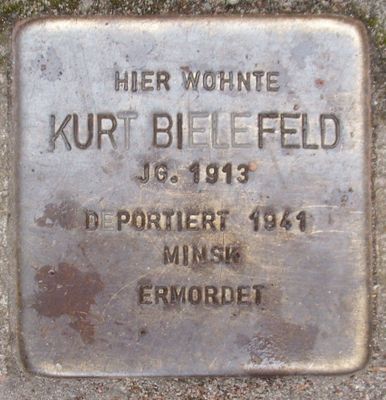 HIER WOHNTE
KURT BIELEFELD
JG. 1913
DEPORTIERT 1941
MINSK
ERMORDET